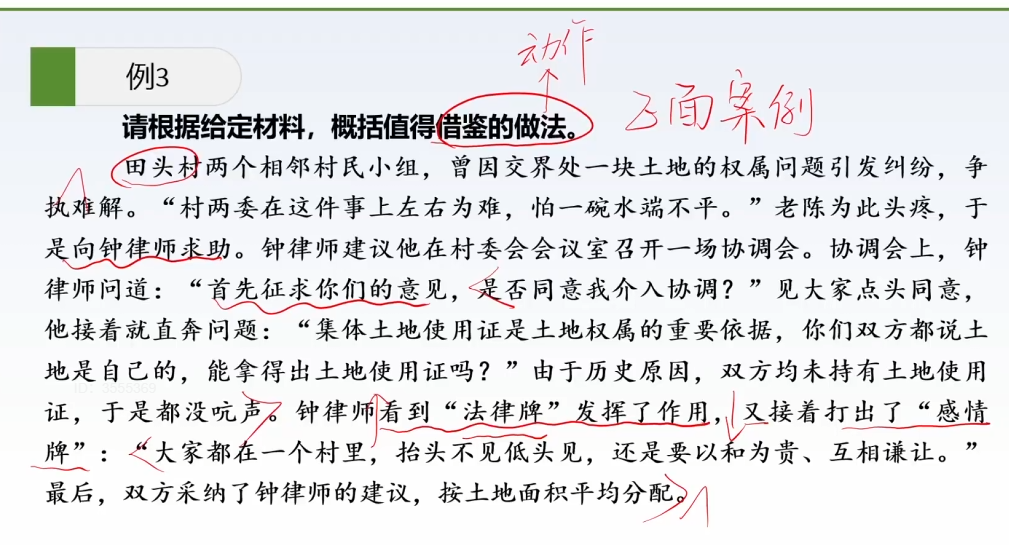 例3
动作
正面案例
请根据给定材料，概括值得借鉴的做法。
田头村两个相邻村民小组，曾因交界处一块土地的权属问题引发纠纷，争
执难解。“村两委在这件事上左右为难，怕一碗水端不平。”老陈为此头疼，于
是向钟律师求助。钟律师建议他在村委会会议室召开一场协调会。协调会上，钟
律师问道：“首先征求你们的意见，是否同意我介入协调？”见大家点头同意，
他接着就直奔问题：“集体土地使用证是土地权属的重要依据，你们双方都说土
地是自己的，能拿得出土地使用证吗？”由于历史原因，双方均未持有土地使用
证，于是都没吭声。钟律师看到“法律牌”发挥了作用，又接着打出了“感情
牌”：“大家都在一个村里，抬头不见低头见，还是要以和为贵、互相谦让。”
最后，双方采纳了钟律师的建议，按土地面积平均分配。